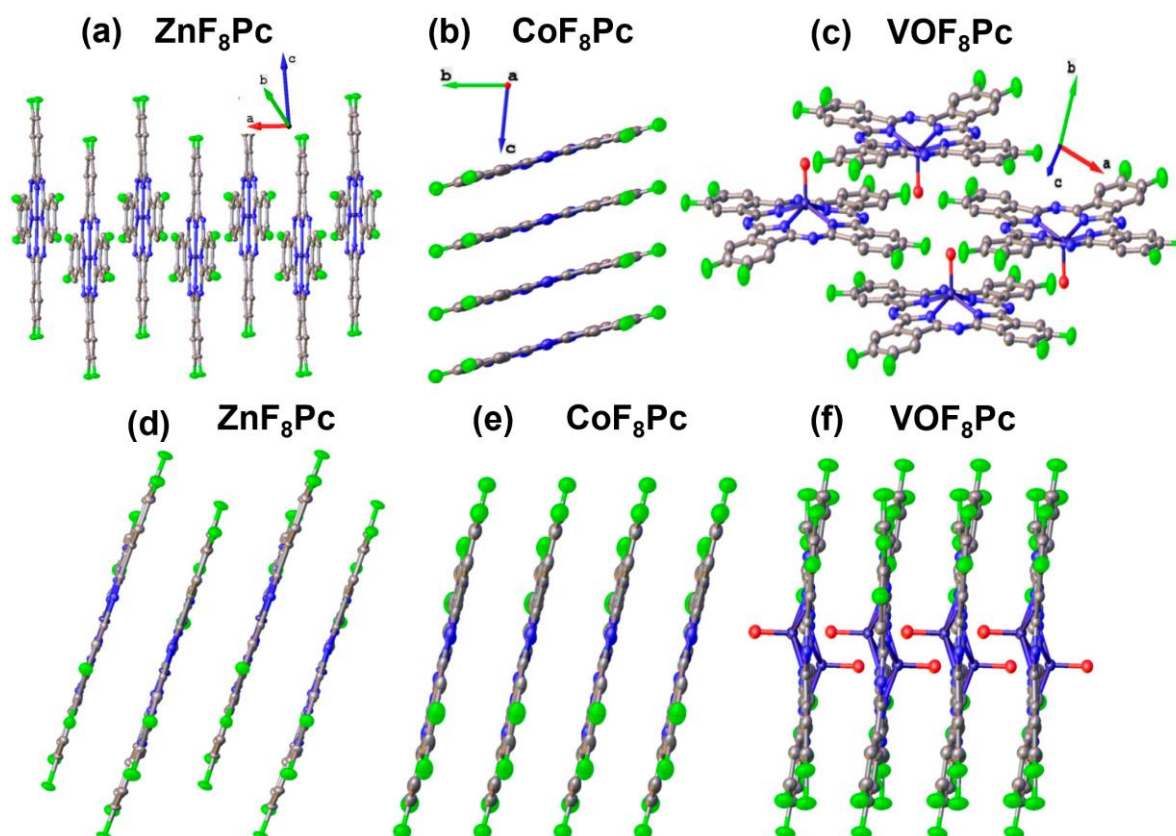 (a) ZnF₈Pc
(b) CoF₈Pc
(c) VOF₈Pc
c
b
a
b
a
c
b
a
c
(d) ZnF₈Pc
(e) CoF₈Pc
(f) VOF₈Pc